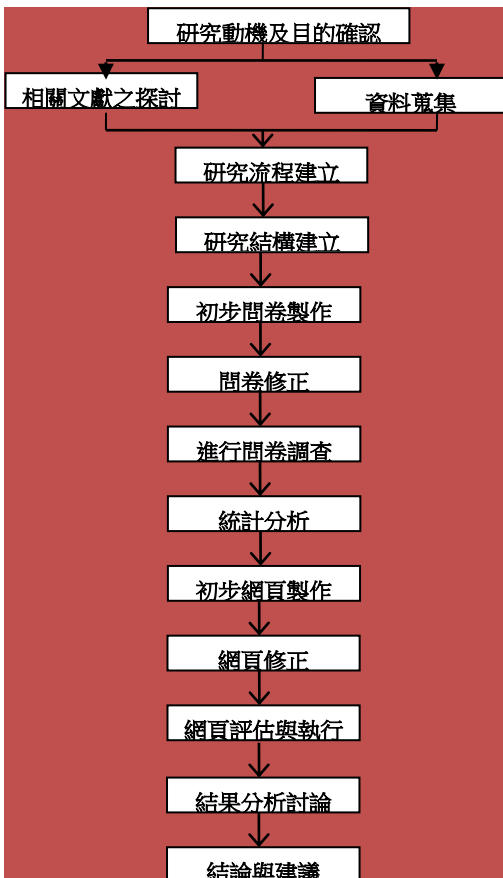 研究動機及目的確認
相關文獻之探討
資料蒐集
研究流程建立
研究結構建立
初步問卷製作
問卷修正
進行問卷調查
統計分析
初步網頁製作
網頁修正
網頁評估與執行
結果分析討論
結論與建議